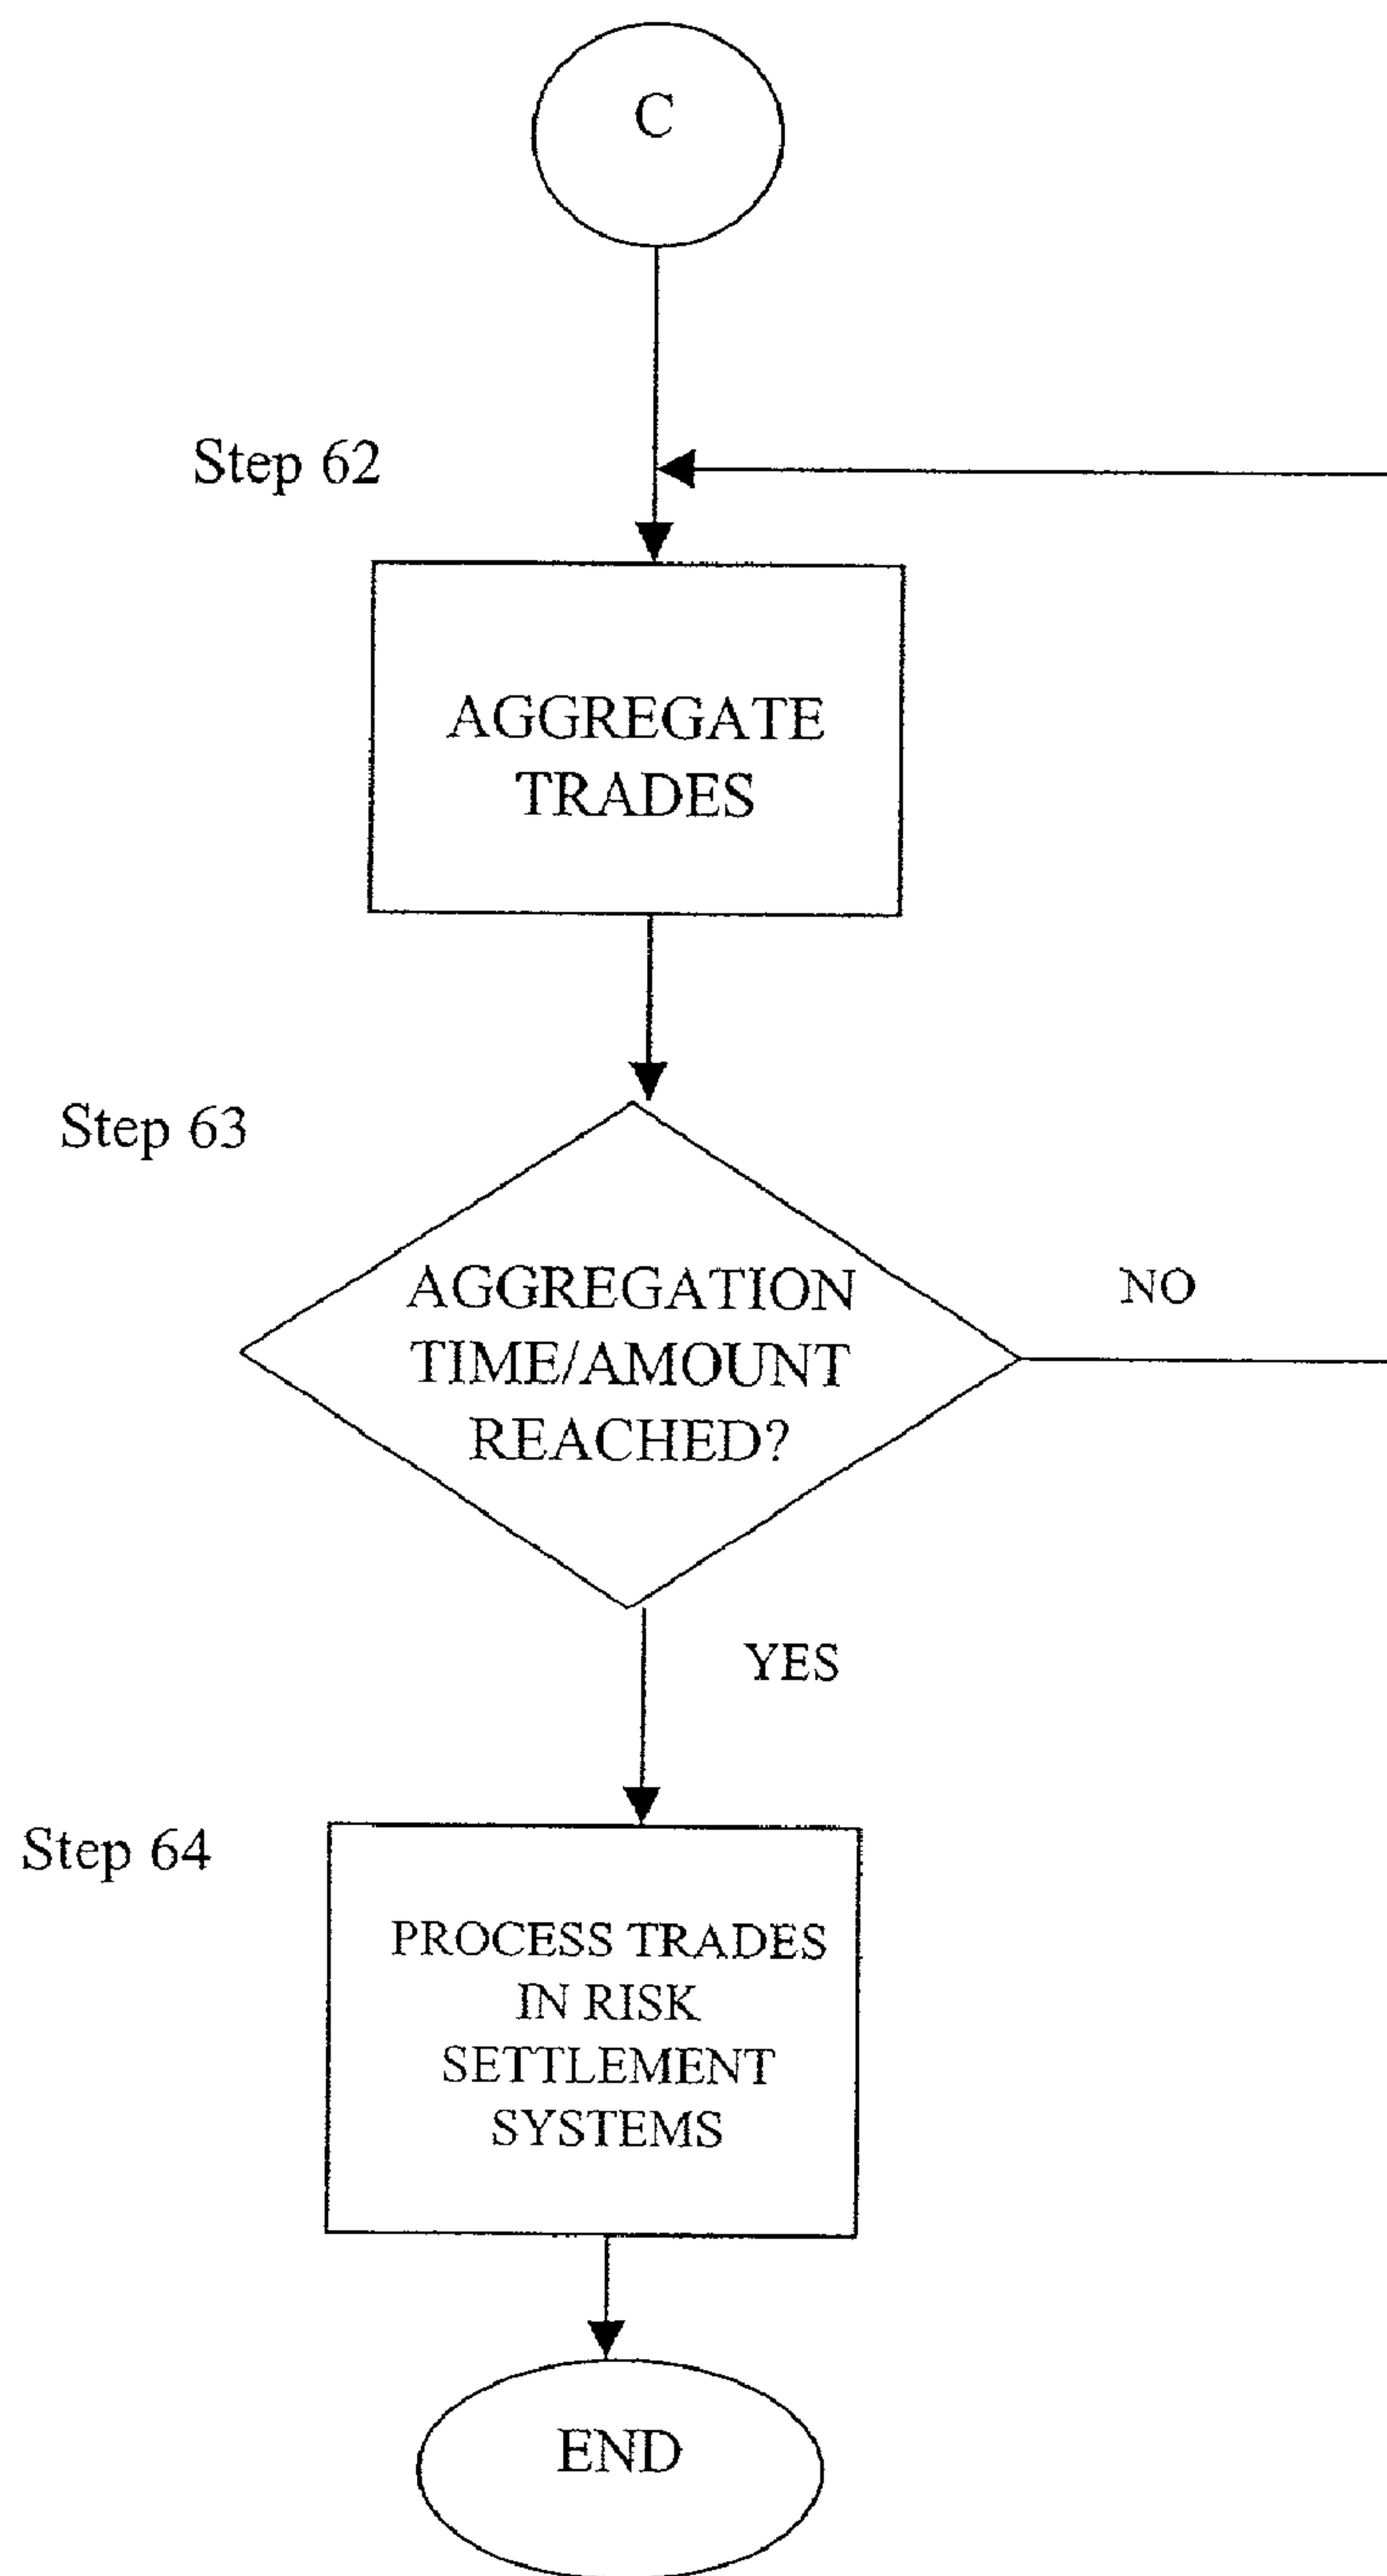 C
Step 62
AGGREGATE
TRADES
Step 63
AGGREGATION
TIME/AMOUNT
REACHED?
NO
YES
Step 64
PROCESS TRADES
IN RISK
SETTLEMENT
SYSTEMS
END